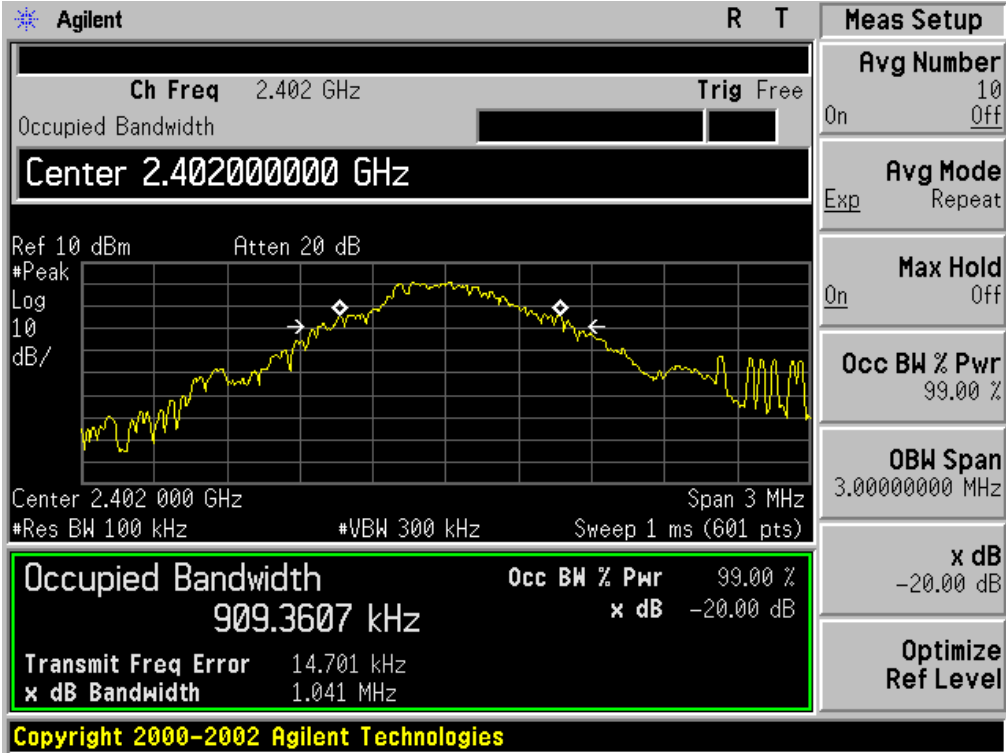 Agilent R T
Ch Freq 2.402 GHz Trig Free
Occupied Bandwidth
Center 2.402000000 GHz
Ref 10 dBm Atten 20 dB
#Peak
Log
10
dB/
Center 2.402 000 GHz Span 3 MHz
#Res BW 100 kHz #VBW 300 kHz Sweep 1 ms (601 pts)
Occupied Bandwidth Occ BW % Pwr 99.00 %
909.3607 kHz x dB -20.00 dB
Transmit Freq Error 14.701 kHz
x dB Bandwidth 1.041 MHz
Copyright 2000-2002 Agilent Technologies
Meas Setup
Avg Number
10
On Off
Avg Mode
Exp Repeat
Max Hold
On Off
Occ BW % Pwr
99.00 %
OBW Span
3.00000000 MHz
x dB
-20.00 dB
Optimize
Ref Level